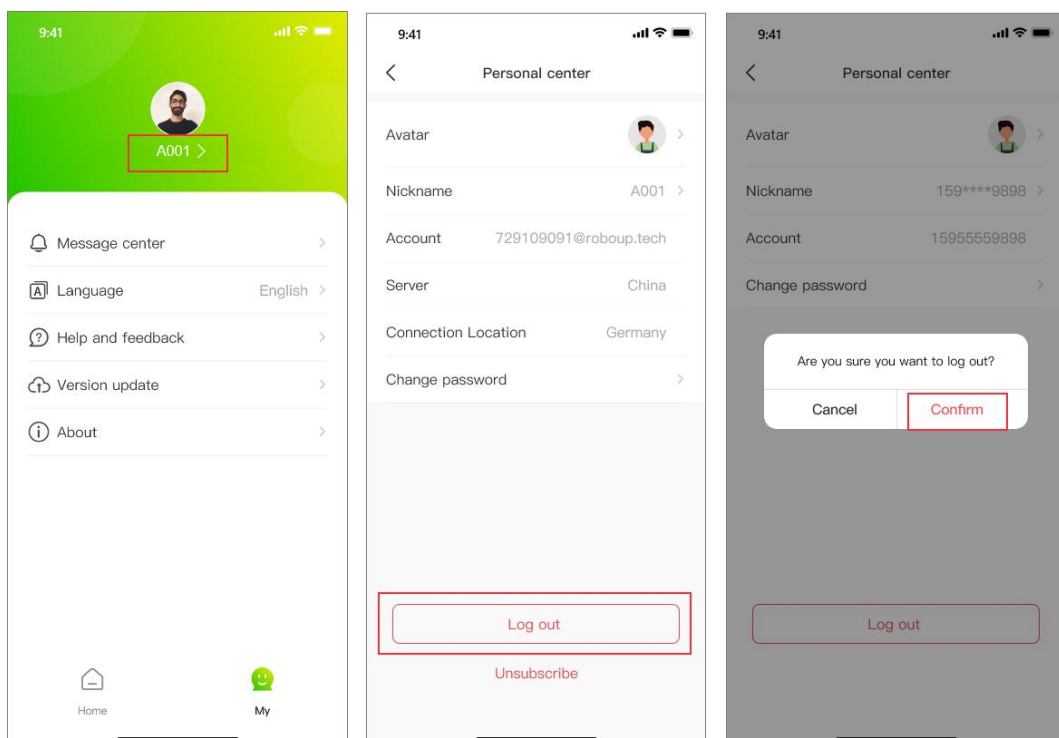 9:41
A001 >
Message center
Language English
Help and feedback
Version update
About
Home My
9:41
Personal center
Avatar
Nickname A001
Account 729109091@roboup.tech
Server China
Connection Location Germany
Change password
Log out
Unsubscribe
9:41
Personal center
Avatar
Nickname 159****9898
Account 15955559898
Change password
Are you sure you want to log out?
Cancel Confirm
Log out